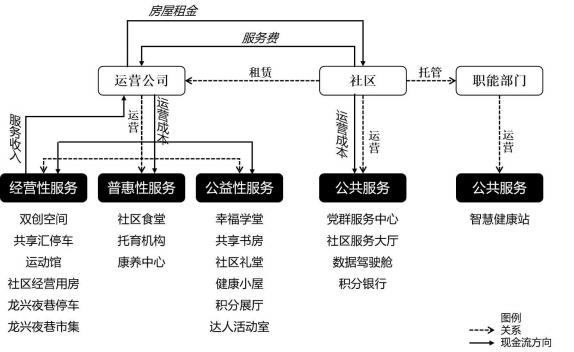 房屋租金
服务费
运营公司
租赁
社区
托管
职能部门
服务收入
运营
运营成本
运营成本
运营
运营
经营性服务
普惠性服务
公益性服务
公共服务
公共服务
双创空间
社区食堂
幸福学堂
党群服务中心
智慧健康站
共享汇停车
托育机构
共享书房
社区服务大厅
运动馆
康养中心
社区礼堂
数据驾驶舱
社区经营用房
健康小屋
积分银行
龙兴夜巷停车
积分展厅
龙兴夜巷市集
达人活动室
图例
关系
现金流方向